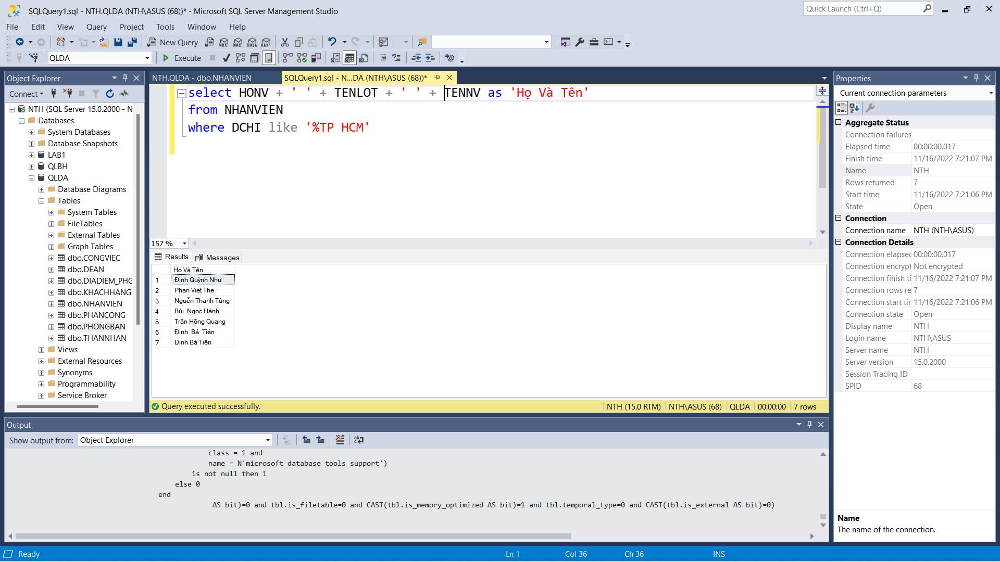 SQLQuery1.sql - NTH.QLDA (NTH\ASUS (68))* - Microsoft SQL Server Management Studio
Quick Launch (Ctrl+Q)
File Edit View Query Project Tools Window Help
New Query
MDX DMX XMLA DAX
QLDA
Execute
Object Explorer
Connect
NTH (SQL Server 15.0.2000 - N
Databases
System Databases
Database Snapshots
LAB1
QLBH
QLDA
Database Diagrams
Tables
System Tables
FileTables
External Tables
Graph Tables
dbo.CONGVIEC
dbo.DEAN
dbo.DIADIEM_PHG
dbo.KHACHHANG
dbo.NHANVIEN
dbo.PHANCONG
dbo.PHONGBAN
dbo.THANNHAN
Views
External Resources
Synonyms
Programmability
Service Broker
NTH.QLDA - dbo.NHANVIEN
SQLQuery1.sql - N...DA (NTH\ASUS (68))*
select HONV + ' ' + TENLOT + ' ' + TENNV as 'Họ Và Tên'
from NHANVIEN
where DCHI like '%TP HCM'
157 %
Results Messages
Họ Và Tên
1 Đinh Quỳnh Như
2 Phan Viet The
3 Nguễn Thanh Tùng
4 Bùi  Ngọc Hành
5 Trần Hồng Quang
6 Đinh  Bá  Tiên
7 Đinh Bá Tiên
Query executed successfully.
NTH (15.0 RTM) NTH\ASUS (68) QLDA 00:00:00 7 rows
Properties
Current connection parameters
Aggregate Status
Connection failures
Elapsed time 00:00:00.017
Finish time 11/16/2022 7:21:07 PM
Name NTH
Rows returned 7
Start time 11/16/2022 7:21:06 PM
State Open
Connection
Connection name NTH (NTH\ASUS)
Connection Details
Connection elapsec 00:00:00.017
Connection encrypt Not encrypted
Connection finish ti 11/16/2022 7:21:07 PM
Connection rows re 7
Connection start tir 11/16/2022 7:21:06 PM
Connection state Open
Display name NTH
Login name NTH\ASUS
Server name NTH
Server version 15.0.2000
Session Tracing ID
SPID 68
Name
The name of the connection.
Output
Show output from: Object Explorer
class = 1 and
name = N'microsoft_database_tools_support')
is not null then 1
else 0
end
AS bit)=0 and tbl.is_filetable=0 and CAST(tbl.is_memory_optimized AS bit)=1 and tbl.temporal_type=0 and CAST(tbl.is_external AS bit)=0)
Ready
Ln 1 Col 36 Ch 36 INS